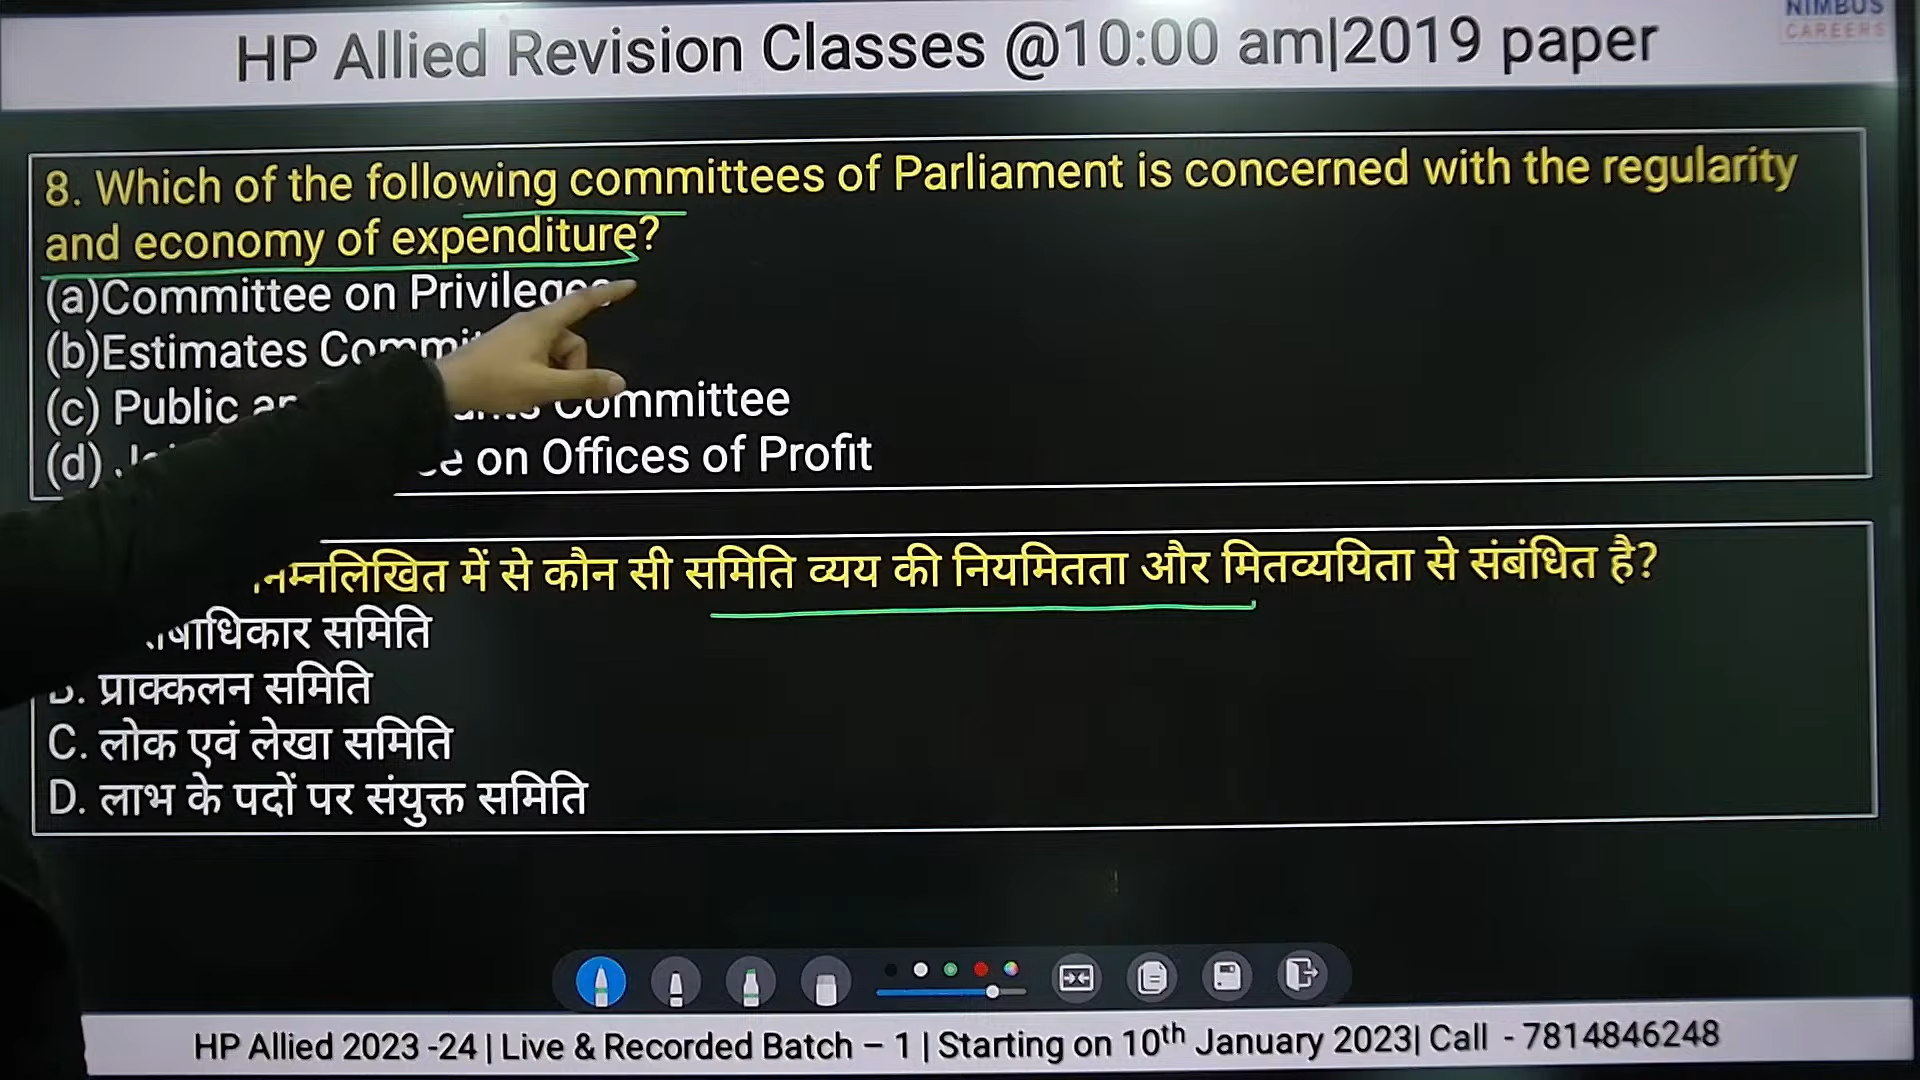 HP Allied Revision Classes @10:00 am|2019 paper
NIMBUS
CAREERS
8. Which of the following committees of Parliament is concerned with the regularity
and economy of expenditure?
(a)Committee on Privileges
(b)Estimates
(c) Public Committee
(d) on Offices of Profit
में से कौन सी समिति व्यय की नियमितता और मितव्ययिता से संबंधित है?
समिति
B. प्राक्कलन समिति
C. लोक एवं लेखा समिति
D. लाभ के पदों पर संयुक्त समिति
HP Allied 2023 -24 | Live & Recorded Batch – 1 | Starting on 10th January 2023| Call - 7814846248